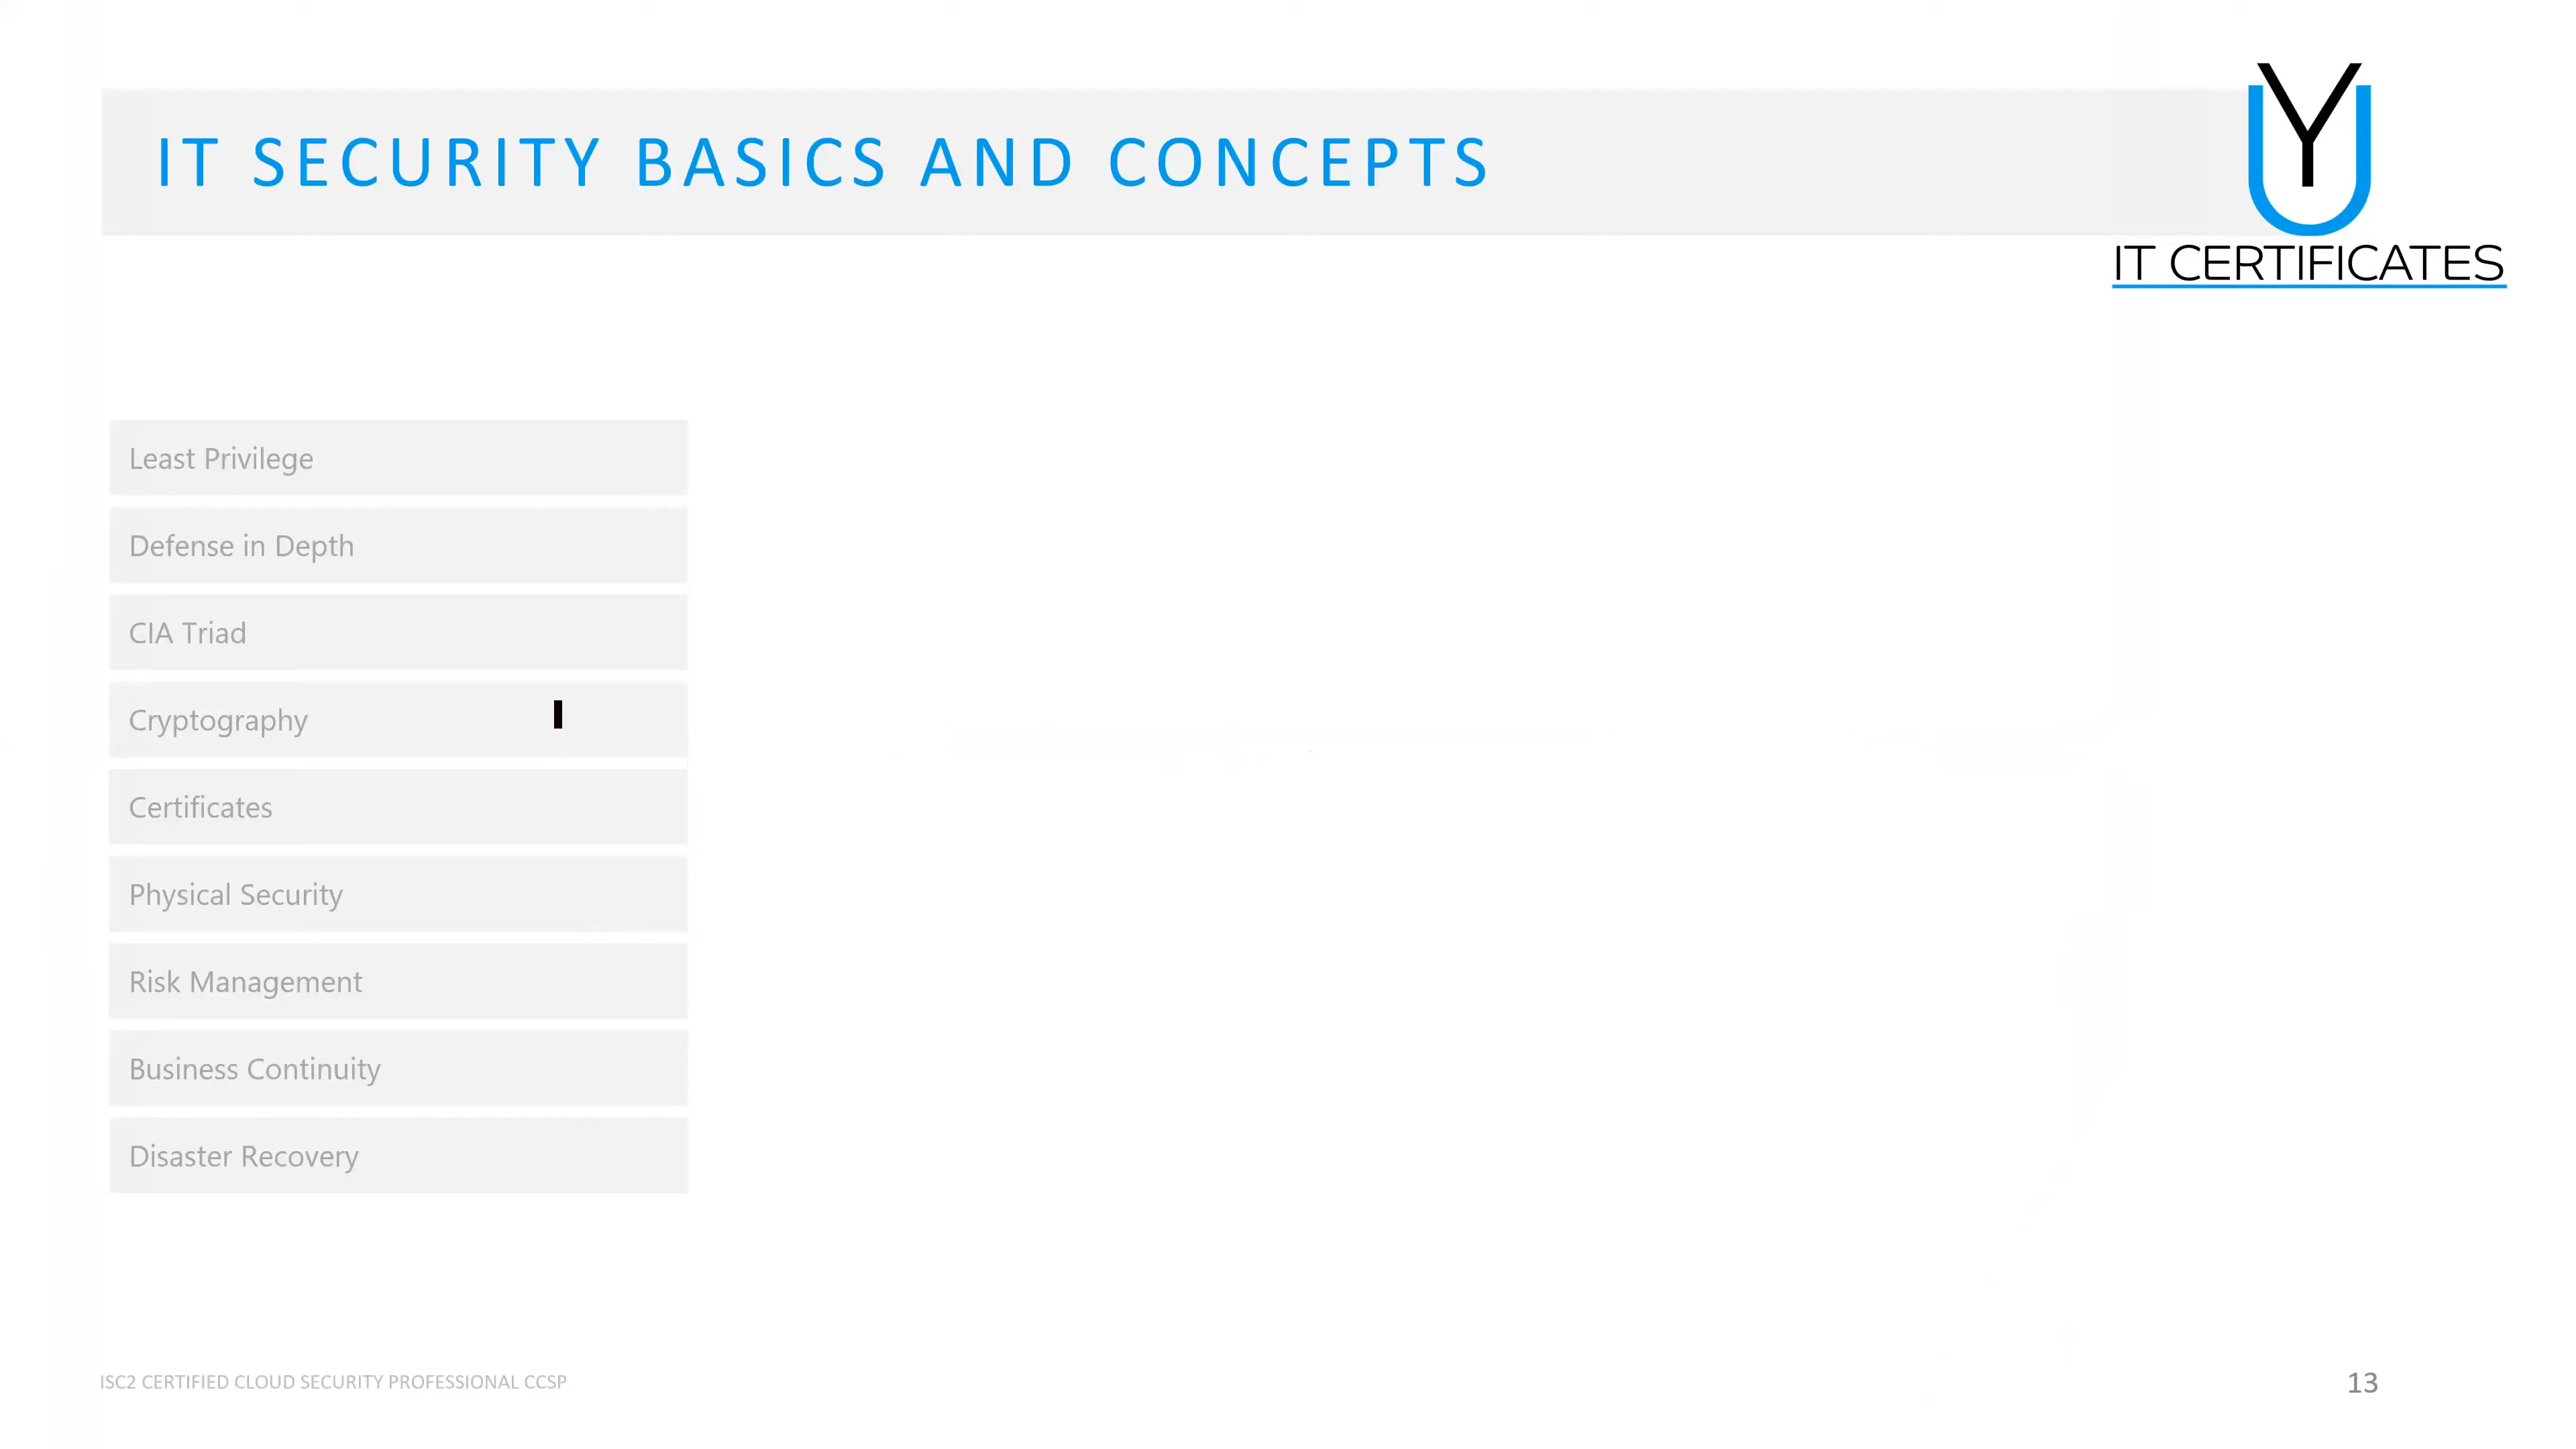 IT SECURITY BASICS AND CONCEPTS
YU
IT CERTIFICATES
Least Privilege
Defense in Depth
CIA Triad
Cryptography
Certificates
Physical Security
Risk Management
Business Continuity
Disaster Recovery
ISC2 CERTIFIED CLOUD SECURITY PROFESSIONAL CCSP
13